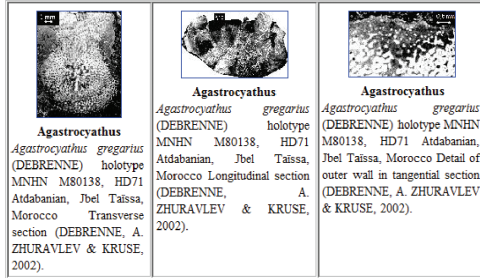 1 mm
Agastrocyathus
Agastrocyathus gregarius
(DEBRENNE) holotype
MNHN M80138, HD71
Atdabanian, Jbel Taïssa,
Morocco Transverse
section (DEBRENNE, A.
ZHURAVLEV & KRUSE,
2002).
Agastrocyathus
Agastrocyathus gregarius
(DEBRENNE) holotype
MNHN M80138, HD71
Atdabanian, Jbel Taïssa,
Morocco Longitudinal section
(DEBRENNE, A.
ZHURAVLEV & KRUSE,
2002).
Agastrocyathus
Agastrocyathus gregarius
(DEBRENNE) holotype MNHN
M80138, HD71 Atdabanian,
Jbel Taïssa, Morocco Detail of
outer wall in tangential section
(DEBRENNE, A. ZHURAVLEV
& KRUSE, 2002).